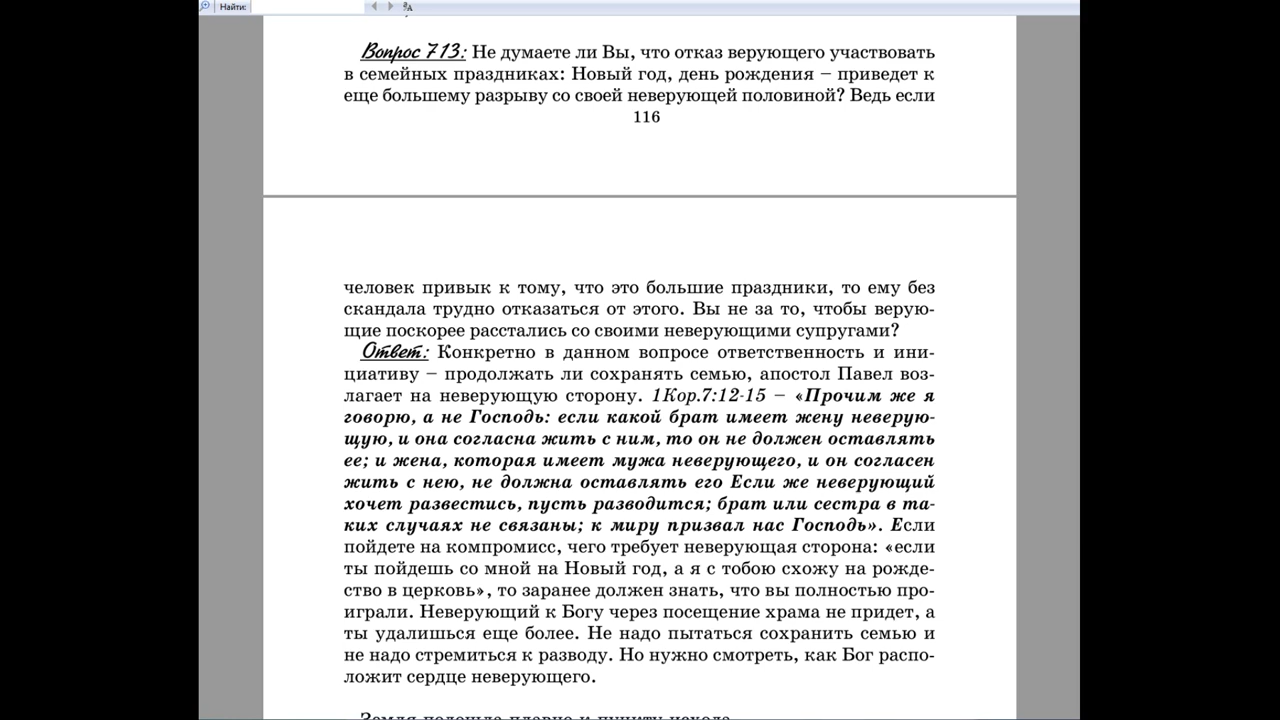 Найти:
Вопрос 713: Не думаете ли Вы, что отказ верующего участвовать
в семейных праздниках: Новый год, день рождения – приведет к
еще большему разрыву со своей неверующей половиной? Ведь если
116
человек привык к тому, что это большие праздники, то ему без
скандала трудно отказаться от этого. Вы не за то, чтобы верую-
щие поскорее расстались со своими неверующими супругами?
Ответ: Конкретно в данном вопросе ответственность и ини-
циативу – продолжать ли сохранять семью, апостол Павел воз-
лагает на неверующую сторону. 1Кор.7:12-15 – «Прочим же я
говорю, а не Господь: если какой брат имеет жену неверую-
щую, и она согласна жить с ним, то он не должен оставлять
ее; и жена, которая имеет мужа неверующего, и он согласен
жить с нею, не должна оставлять его Если же неверующий
хочет развестись, пусть разводится; брат или сестра в та-
ких случаях не связаны; к миру призвал нас Господь». Если
пойдете на компромисс, чего требует неверующая сторона: «если
ты пойдешь со мной на Новый год, а я с тобою схожу на рожде-
ство в церковь», то заранее должен знать, что вы полностью про-
играли. Неверующий к Богу через посещение храма не придет, а
ты удалишься еще более. Не надо пытаться сохранить семью и
не надо стремиться к разводу. Но нужно смотреть, как Бог распо-
ложит сердце неверующего.
Земля подошла плавно к пункту исхода